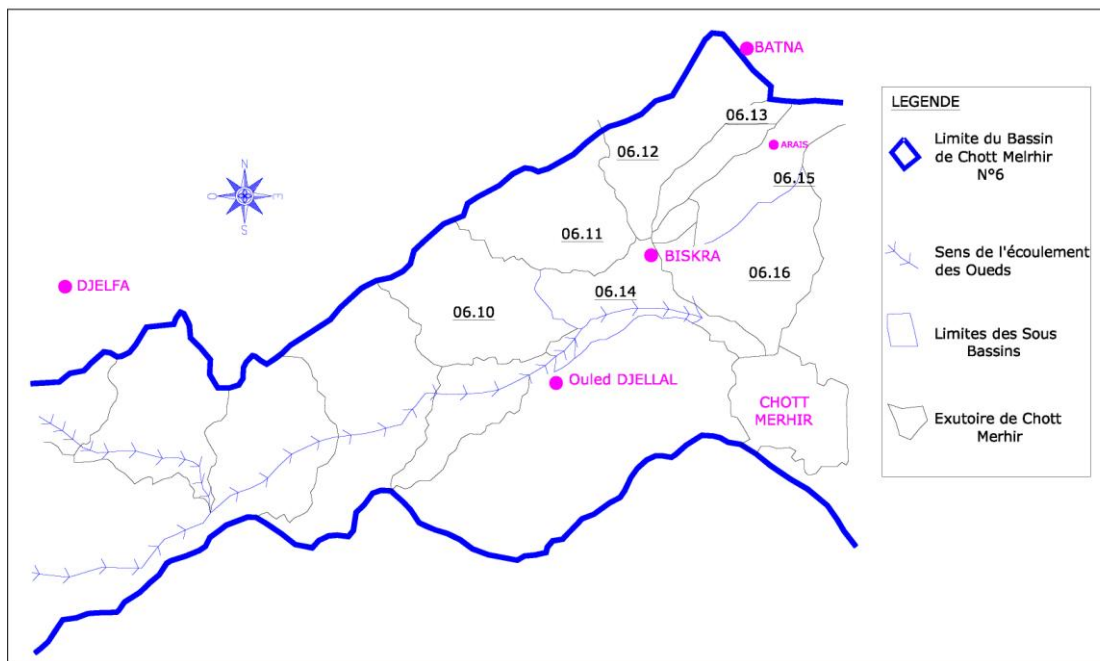 BATNA
06.13
ARAIS
06.12
06.15
N
O
E
S
06.11
BISKRA
06.16
DJELFA
06.14
06.10
Ouled DJELLAL
CHOTT
MERHIR
LEGENDE
Limite du Bassin
de Chott Melrhir
N°6
Sens de l'écoulement
des Oueds
Limites des Sous
Bassins
Exutoire de Chott
Merhir